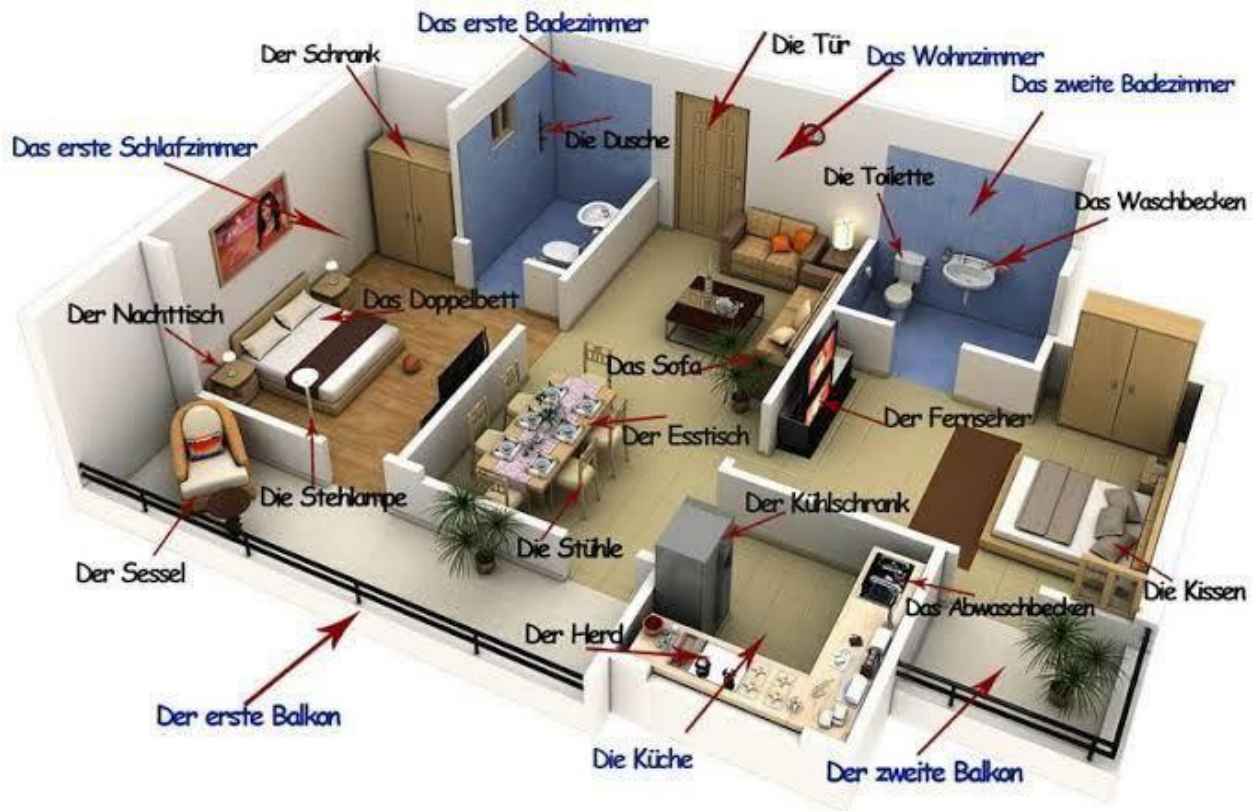 Das erste Badezimmer
Der Schrank
Die Tür
Das Wohnzimmer
Das zweite Badezimmer
Die Dusche
Das erste Schlafzimmer
Die Toilette
Das Waschbecken
Das Doppelbett
Der Nachttisch
Das Sofa
Der Fernseher
Der Esstisch
Die Stehlampe
Der Kühlschrank
Die Stühle
Der Sessel
Die Kissen
Das Abwaschbecken
Der Herd
Der erste Balkon
Die Küche
Der zweite Balkon